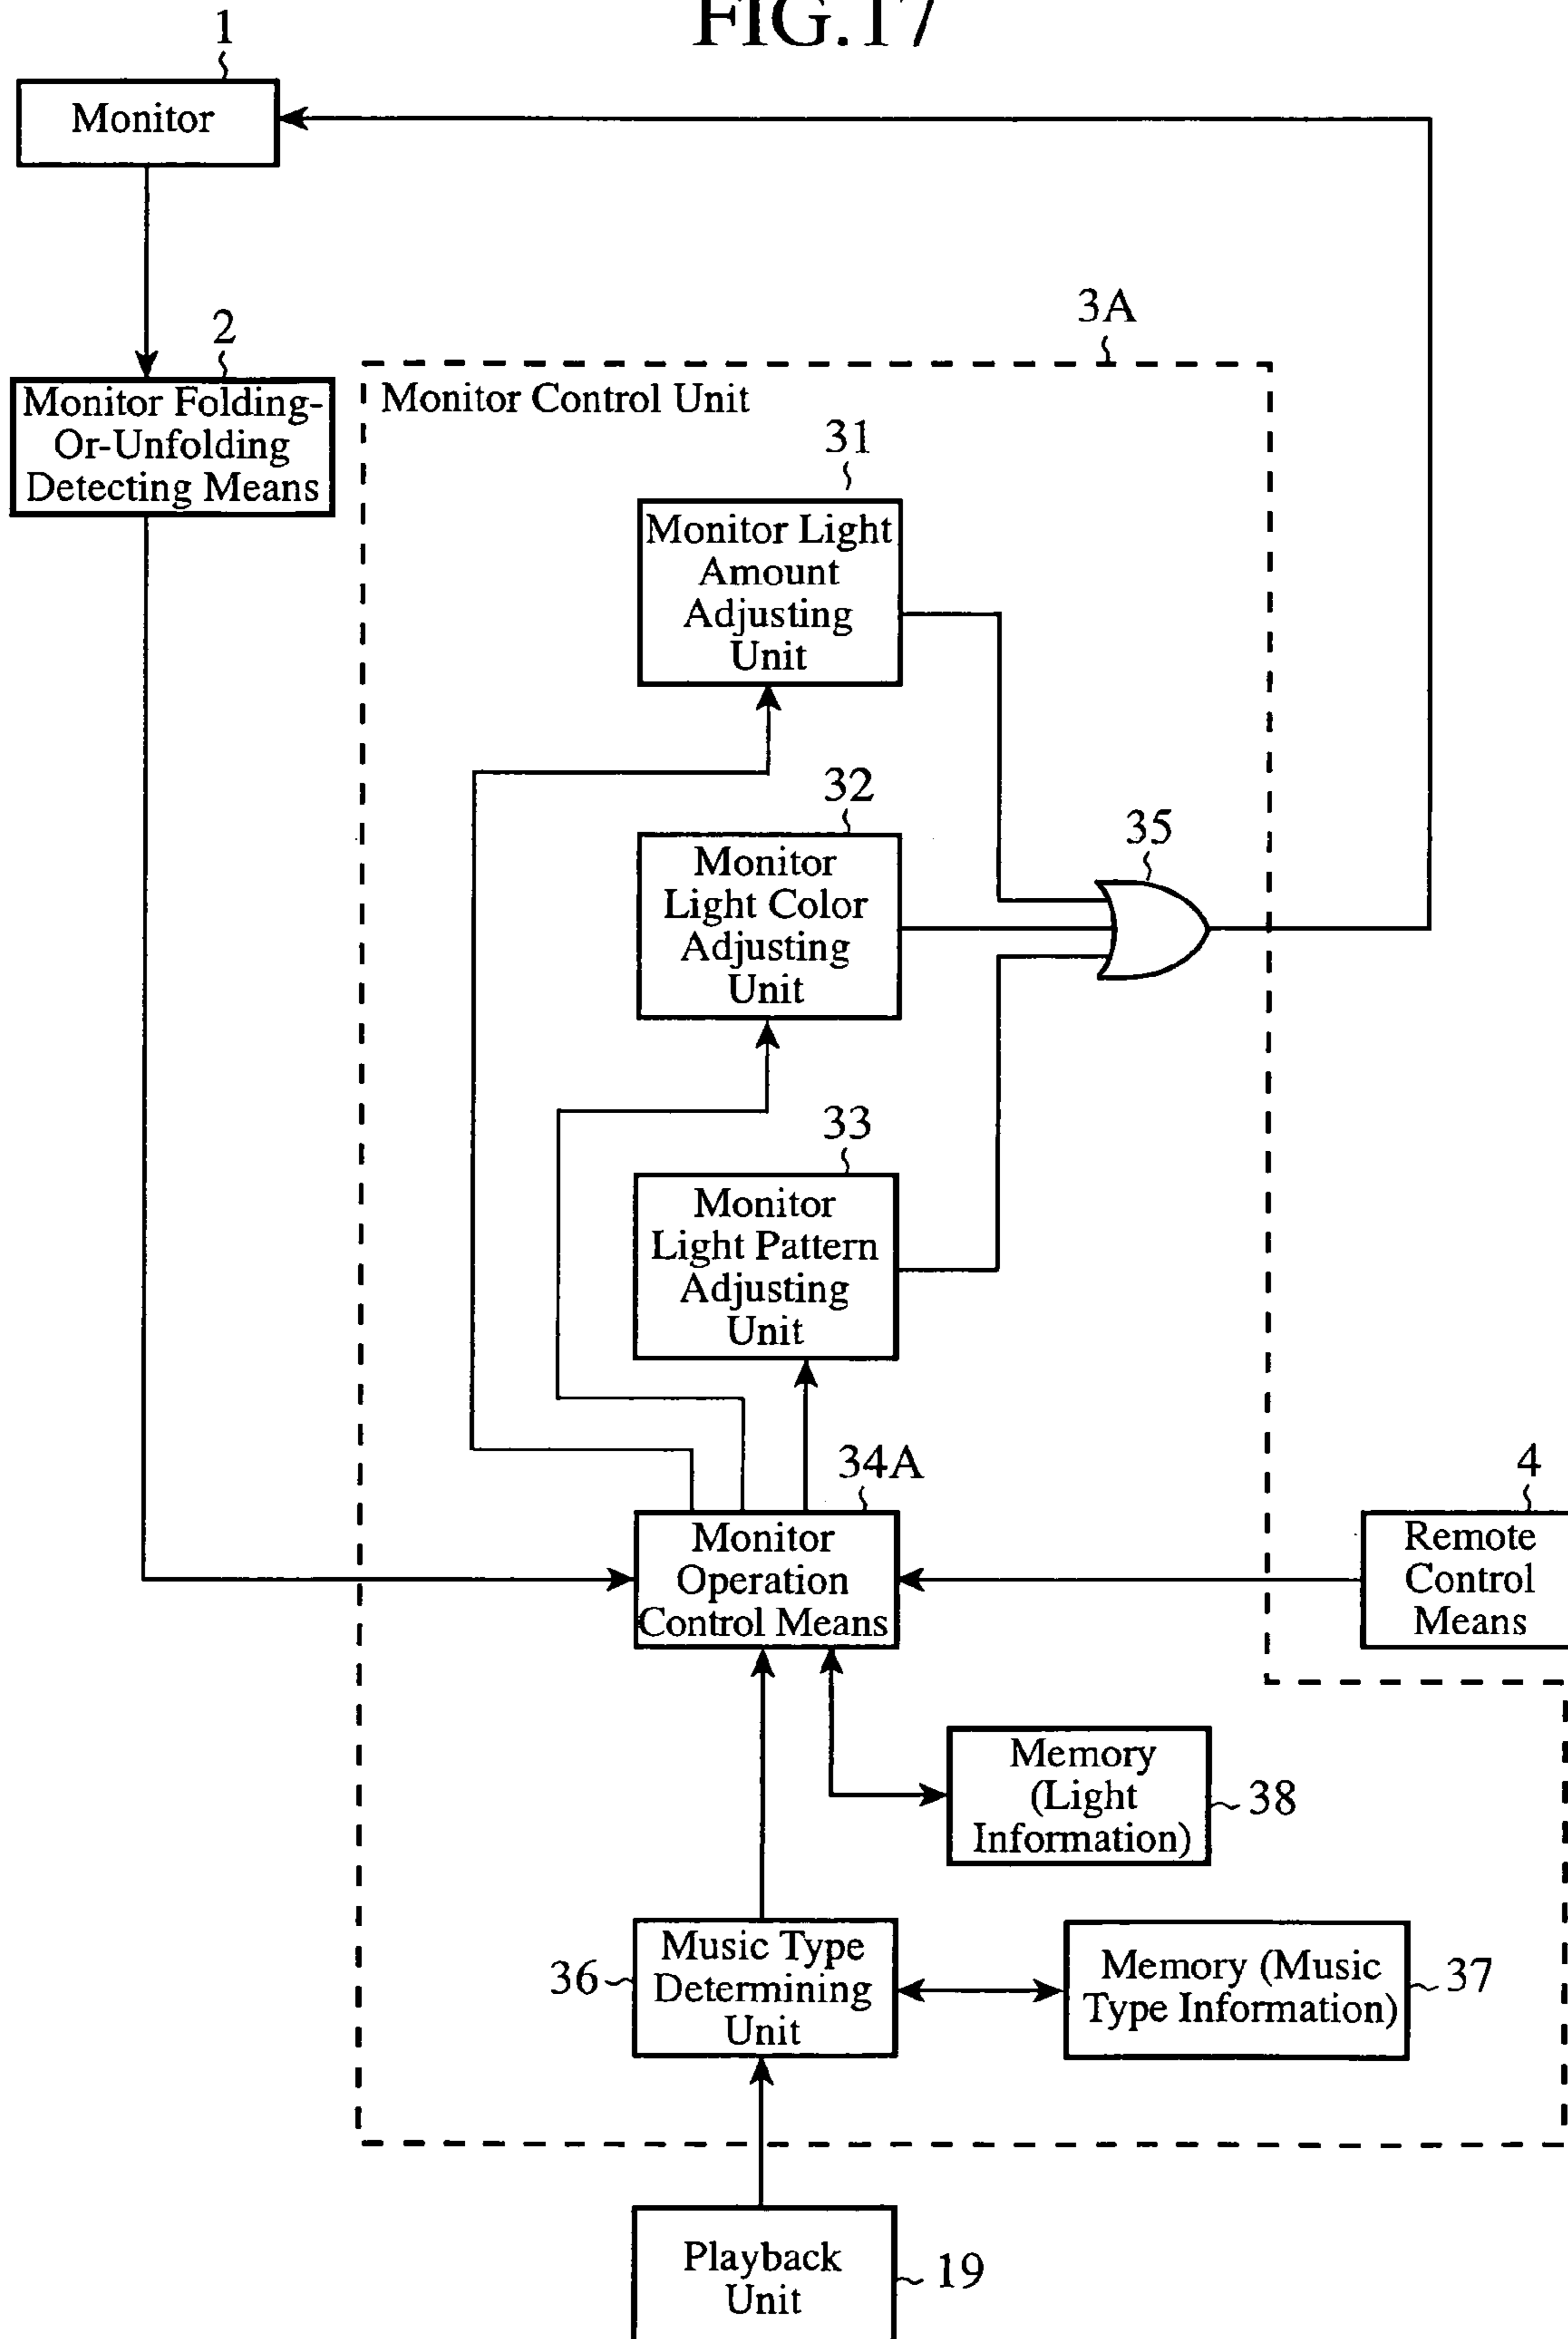 FIG.17
1
Monitor
2
Monitor Folding-
Or-Unfolding
Detecting Means
3A
Monitor Control Unit
31
Monitor Light
Amount
Adjusting
Unit
32
Monitor
Light Color
Adjusting
Unit
35
33
Monitor
Light Pattern
Adjusting
Unit
34A
Monitor
Operation
Control Means
4
Remote
Control
Means
Memory
(Light
Information)
38
36
Music Type
Determining
Unit
Memory (Music
Type Information)
37
Playback
Unit
19